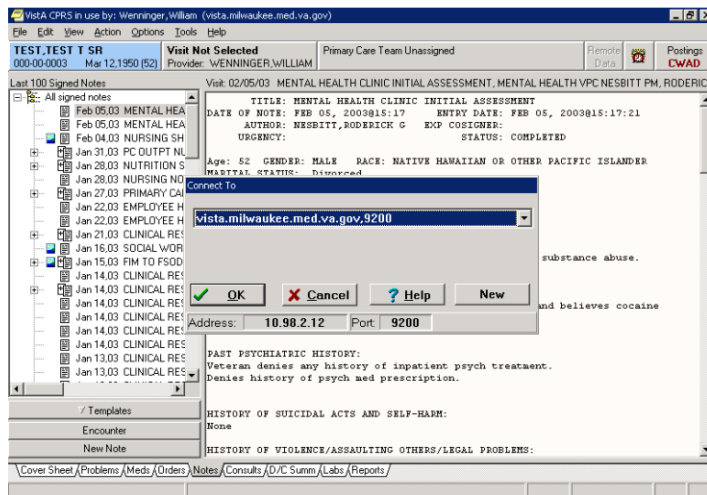 VistA CPRS in use by: Wenninger,William (vista.milwaukee.med.va.gov)
File Edit View Action Options Tools Help
TEST,TEST T SR
000-00-0003 Mar 12,1950 (52)
Visit Not Selected
Provider: WENNINGER,WILLIAM
Primary Care Team Unassigned
Remote
Data
Postings
CWAD
Last 100 Signed Notes
Visit: 02/05/03 MENTAL HEALTH CLINIC INITIAL ASSESSMENT, MENTAL HEALTH VPC NESBITT PM, RODERIC
All signed notes
Feb 05,03 MENTAL HEA
Feb 05,03 MENTAL HEA
Feb 04,03 NURSING SH
Jan 31,03 PC OUTPT NU
Jan 28,03 NUTRITION S
Jan 28,03 NURSING NO
Jan 27,03 PRIMARY CAI
Jan 22,03 EMPLOYEE H
Jan 22,03 EMPLOYEE H
Jan 21,03 CLINICAL RES
Jan 16,03 SOCIAL WOR
Jan 15,03 FIM TO FSOD
Jan 14,03 CLINICAL RES
Jan 14,03 CLINICAL RES
Jan 14,03 CLINICAL RES
Jan 14,03 CLINICAL RES
Jan 14,03 CLINICAL RES
Jan 14,03 CLINICAL RES
Jan 13,03 CLINICAL RES
Jan 13,03 CLINICAL RES
TITLE: MENTAL HEALTH CLINIC INITIAL ASSESSMENT
DATE OF NOTE: FEB 05, 2003@15:17 ENTRY DATE: FEB 05, 2003@15:17:21
AUTHOR: NESBITT,RODERICK G EXP COSIGNER:
URGENCY: STATUS: COMPLETED
Age: 52 GENDER: MALE RACE: NATIVE HAWAIIAN OR OTHER PACIFIC ISLANDER
MARITAL STATUS: Divorced
Connect To
vista.milwaukee.med.va.gov,9200
OK Cancel Help New
Address: 10.98.2.12 Port: 9200
substance abuse.
and believes cocaine
PAST PSYCHIATRIC HISTORY:
Veteran denies any history of inpatient psych treatment.
Denies history of psych med prescription.
HISTORY OF SUICIDAL ACTS AND SELF-HARM:
None
HISTORY OF VIOLENCE/ASSAULTING OTHERS/LEGAL PROBLEMS:
Templates
Encounter
New Note
Cover Sheet Problems Meds Orders Notes Consults D/C Summ Labs Reports